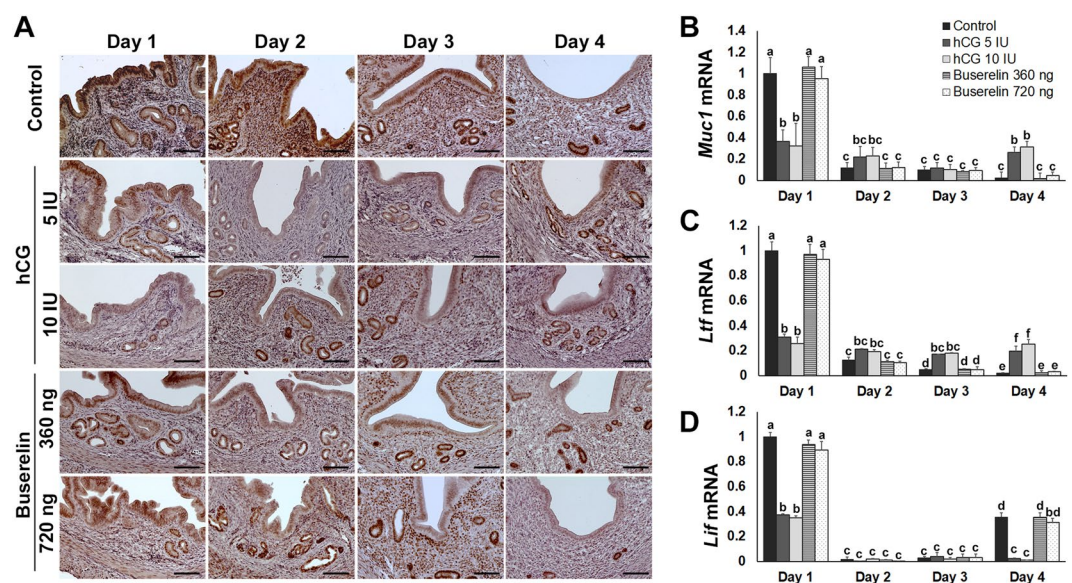 A
Day 1 Day 2 Day 3 Day 4
Control
hCG
5 IU
10 IU
Buserelin
360 ng
720 ng
B
Control
hCG 5 IU
hCG 10 IU
Buserelin 360 ng
Buserelin 720 ng
Muc1 mRNA
1.4
1.2
1
0.8
0.6
0.4
0.2
0
a b b a a
c bc bc c c
c c c c c
c b b c c
Day 1 Day 2 Day 3 Day 4
C
Ltf mRNA
1.2
1
0.8
0.6
0.4
0.2
0
a b b a a
c bc bc c c
d bc bc d d
e f f e e
Day 1 Day 2 Day 3 Day 4
D
Lif mRNA
1.2
1
0.8
0.6
0.4
0.2
0
a b b a a
c c c c c
c c c c c
d c c d bd
Day 1 Day 2 Day 3 Day 4